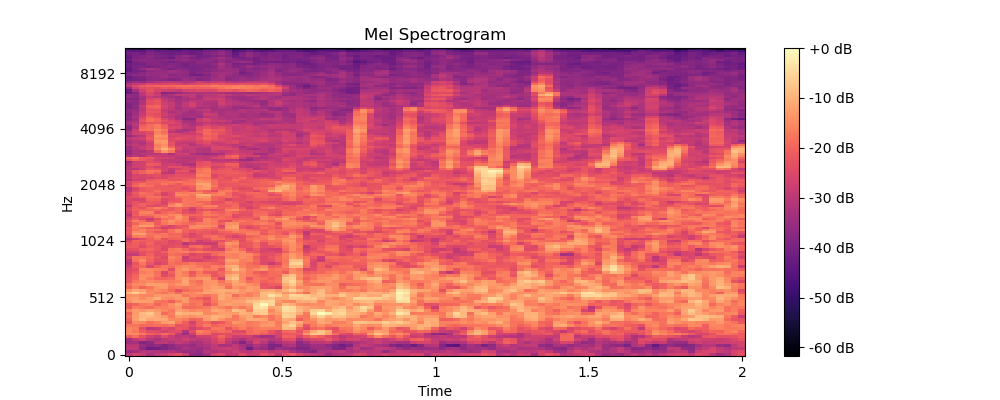 Mel Spectrogram
Hz
8192
4096
2048
1024
512
0
0 0.5 1 1.5 2
Time
+0 dB
-10 dB
-20 dB
-30 dB
-40 dB
-50 dB
-60 dB